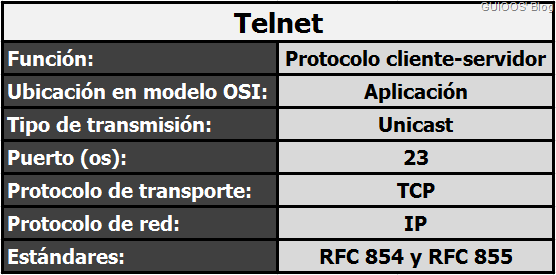 GUIOOS' Blog
Telnet
Función: Protocolo cliente-servidor
Ubicación en modelo OSI: Aplicación
Tipo de transmisión: Unicast
Puerto (os): 23
Protocolo de transporte: TCP
Protocolo de red: IP
Estándares: RFC 854 y RFC 855